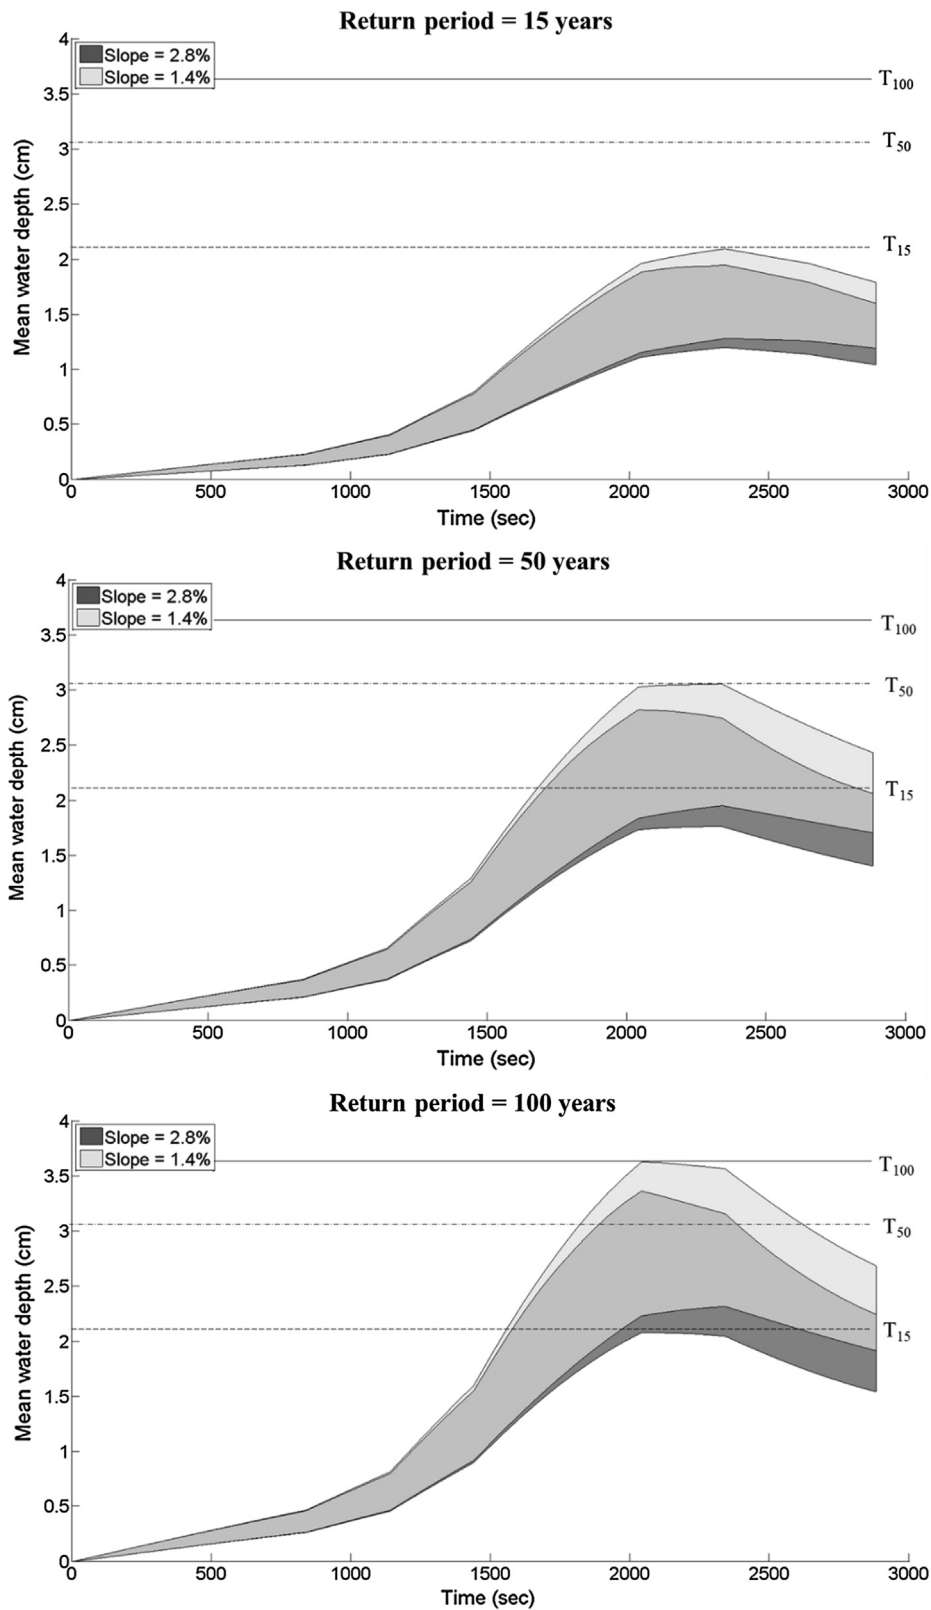 Return period = 15 years
4
Slope = 2.8%
Slope = 1.4%
T100
3.5
T50
3
2.5
T15
2
1.5
1
0.5
0
0 500 1000 1500 2000 2500 3000
Mean water depth (cm)
Time (sec)
Return period = 50 years
4
Slope = 2.8%
Slope = 1.4%
T100
3.5
T50
3
2.5
T15
2
1.5
1
0.5
0
0 500 1000 1500 2000 2500 3000
Mean water depth (cm)
Time (sec)
Return period = 100 years
4
Slope = 2.8%
Slope = 1.4%
T100
3.5
T50
3
2.5
T15
2
1.5
1
0.5
0
0 500 1000 1500 2000 2500 3000
Mean water depth (cm)
Time (sec)